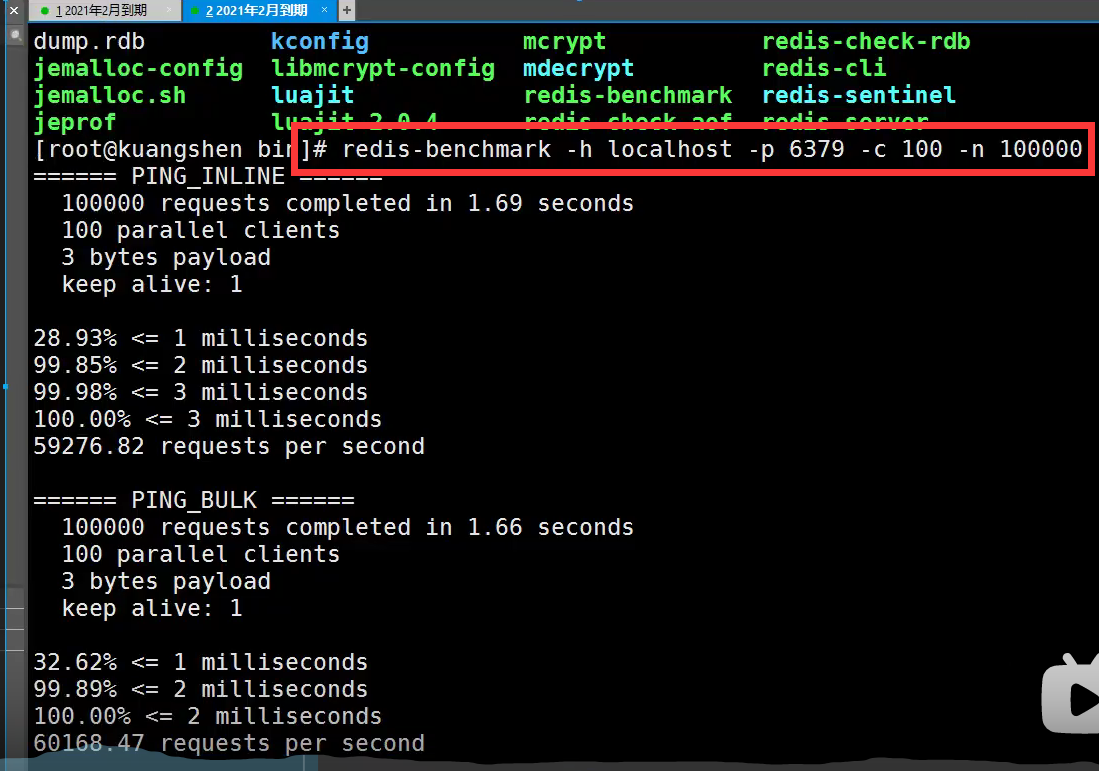 1 2021年2月到期 × 2 2021年2月到期 × +
dump.rdb kconfig mcrypt redis-check-rdb
jemalloc-config libmcrypt-config mdecrypt redis-cli
jemalloc.sh luajit redis-benchmark redis-sentinel
jeprof luajit-2.0.4 redis-check-aof redis-server
[root@kuangshen bin]# redis-benchmark -h localhost -p 6379 -c 100 -n 100000
====== PING_INLINE ======
100000 requests completed in 1.69 seconds
100 parallel clients
3 bytes payload
keep alive: 1
28.93% <= 1 milliseconds
99.85% <= 2 milliseconds
99.98% <= 3 milliseconds
100.00% <= 3 milliseconds
59276.82 requests per second
====== PING_BULK ======
100000 requests completed in 1.66 seconds
100 parallel clients
3 bytes payload
keep alive: 1
32.62% <= 1 milliseconds
99.89% <= 2 milliseconds
100.00% <= 2 milliseconds
60168.47 requests per second